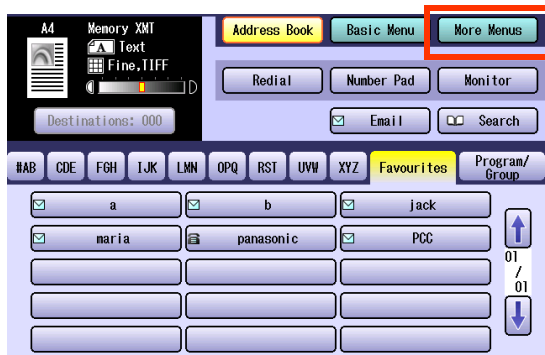 A4 Memory XMT Address Book Basic Menu More Menus
A Text
Fine,TIFF
Redial Number Pad Monitor
Destinations: 000 Email Search
#AB CDE FGH IJK LMN OPQ RST UVW XYZ Favourites Program/
Group
a b jack
maria panasonic PCC
01
/
01